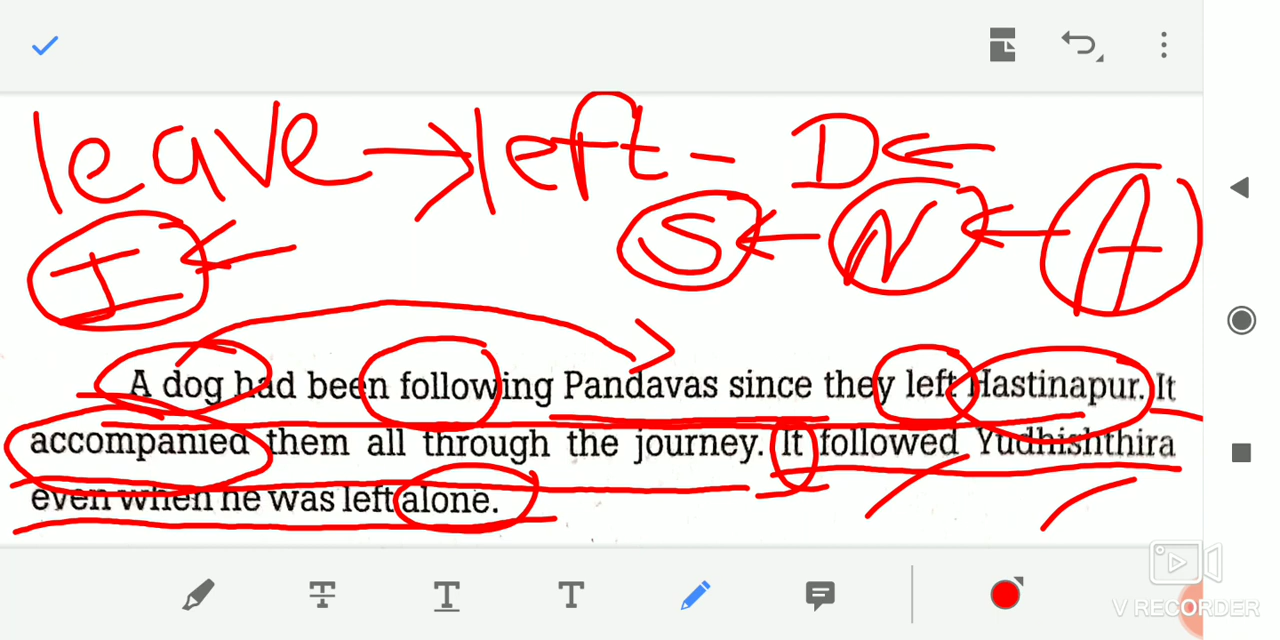 leave → left - D ←
I ← S ← N ← A
A dog had been following Pandavas since they left Hastinapur. It
accompanied them all through the journey. It followed Yudhishthira
even when he was left alone.
T T T
V RECORDER